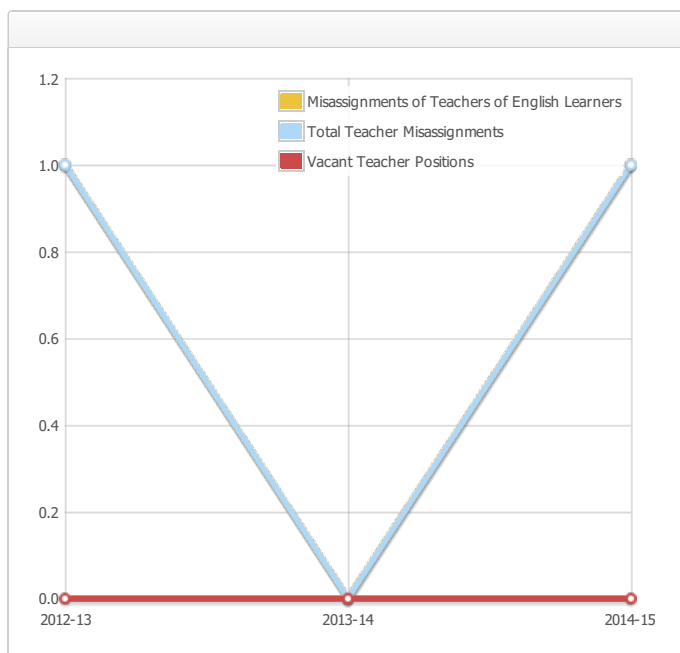 1.2
Misassignments of Teachers of English Learners
Total Teacher Misassignments
1.0
Vacant Teacher Positions
0.8
0.6
0.4
0.2
0.0
2012-13 2013-14 2014-15